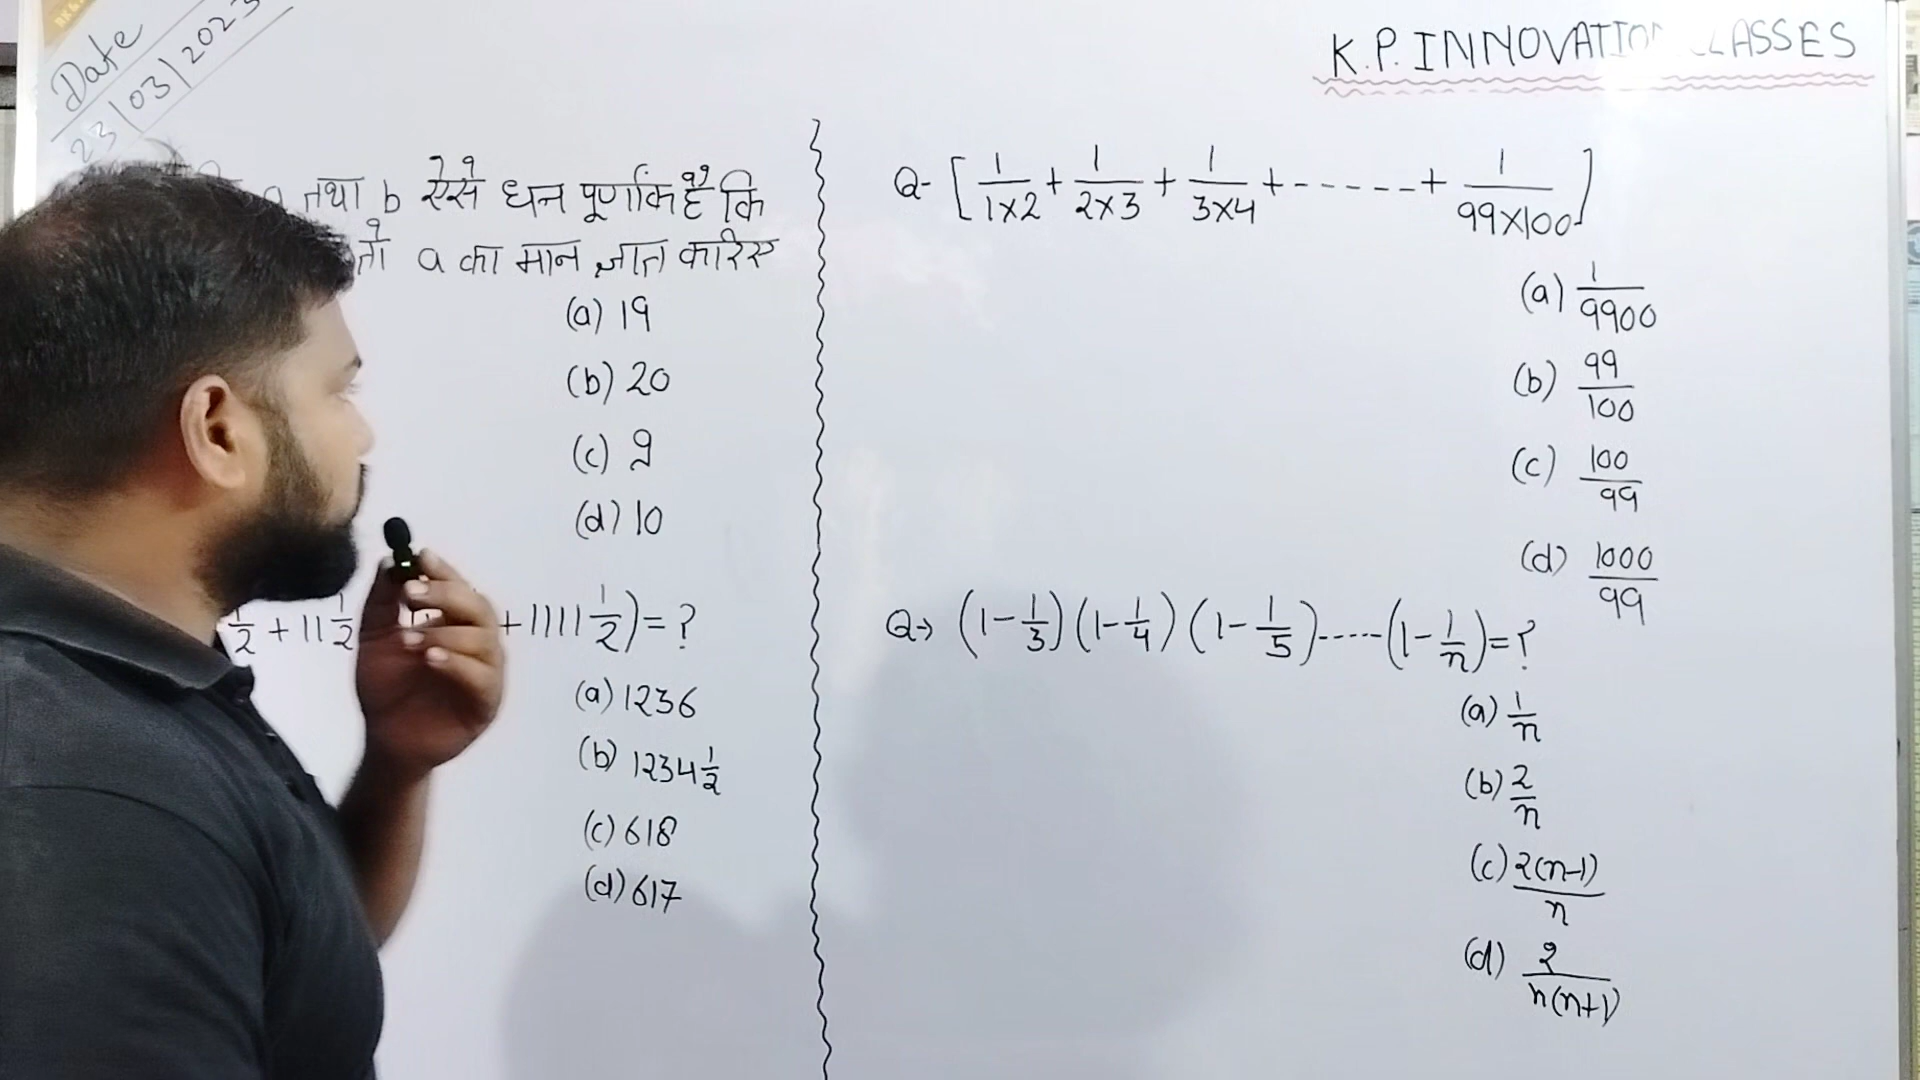 Date
23/03/2023
K.P. INNOVATION CLASSES
तथा b ऐसे धन पूर्णांक है कि
तो a का मान ज्ञात करिए
(a) 19
(b) 20
(c) 9
(d) 10
1/2 + 11 1/2 + 1111 1/2) = ?
(a) 1236
(b) 1234 1/2
(c) 618
(d) 617
Q- [1/1×2 + 1/2×3 + 1/3×4 + ------ + 1/99×100]
(a) 1/9900
(b) 99/100
(c) 100/99
(d) 1000/99
Q→ (1-1/3)(1-1/4)(1-1/5)-----(1-1/n)=?
(a) 1/n
(b) 2/n
(c) 2(n-1)/n
(d) 2/n(n+1)